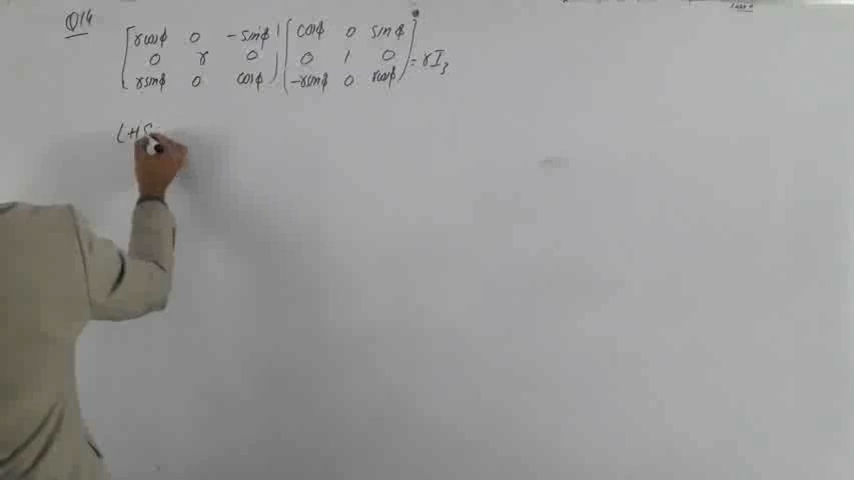 Q14
[rcosϕ 0 -sinϕ] [cosϕ 0 sinϕ]
[0 r 0] [0 1 0] = rI₃
[rsinϕ 0 cosϕ] [-rsinϕ 0 rcosϕ]
LHS